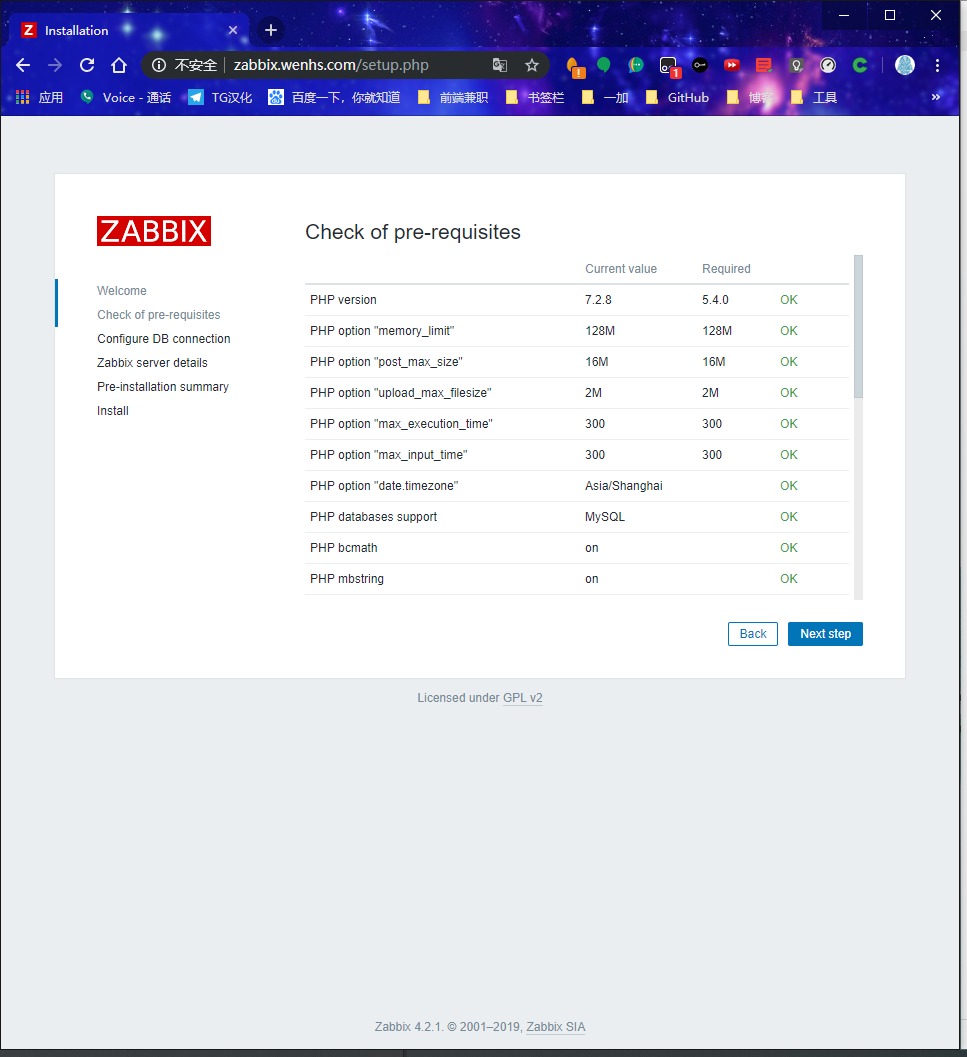 Z Installation
不安全 zabbix.wenhs.com/setup.php
! 1
应用 Voice - 通话 TG汉化 百度一下，你就知道 前端兼职 书签栏 一加 GitHub 博客 工具 »
ZABBIX
Welcome
Check of pre-requisites
Configure DB connection
Zabbix server details
Pre-installation summary
Install
Check of pre-requisites
Current value Required
PHP version 7.2.8 5.4.0 OK
PHP option "memory_limit" 128M 128M OK
PHP option "post_max_size" 16M 16M OK
PHP option "upload_max_filesize" 2M 2M OK
PHP option "max_execution_time" 300 300 OK
PHP option "max_input_time" 300 300 OK
PHP option "date.timezone" Asia/Shanghai OK
PHP databases support MySQL OK
PHP bcmath on OK
PHP mbstring on OK
Back Next step
Licensed under GPL v2
Zabbix 4.2.1. © 2001–2019, Zabbix SIA